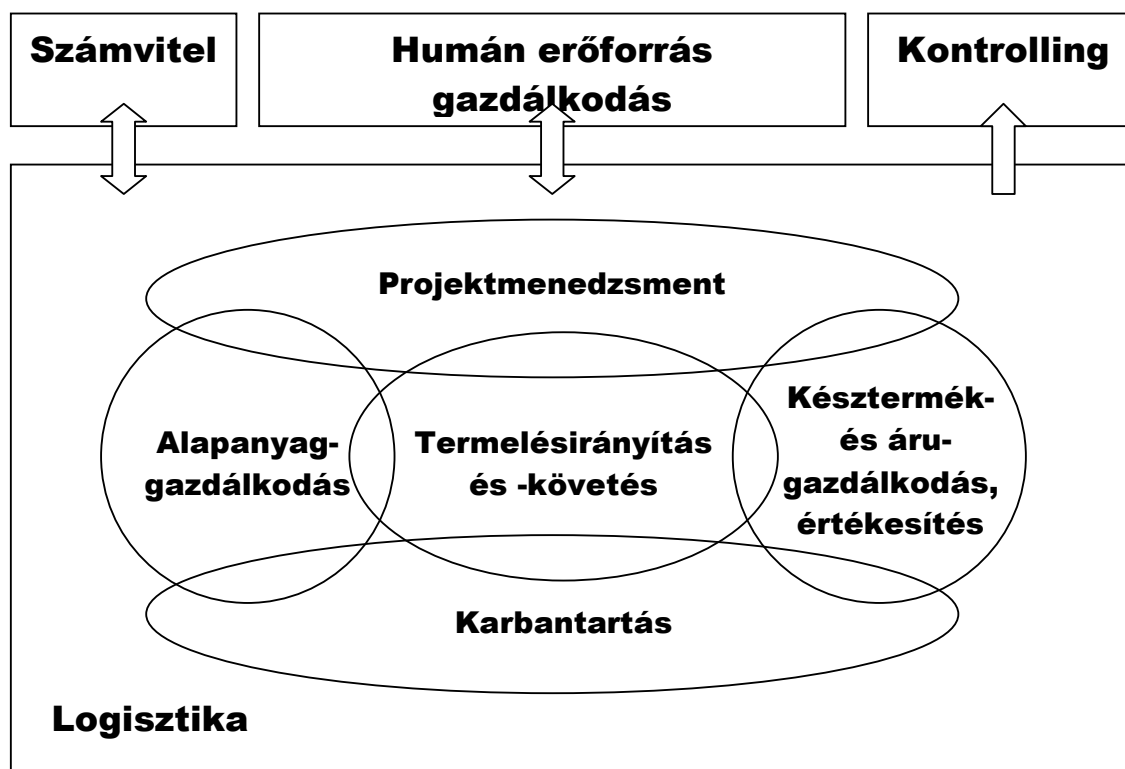 Számvitel
Humán erőforrás
gazdálkodás
Kontrolling
Projektmenedzsment
Alapanyag-
gazdálkodás
Termelésirányítás
és -követés
Késztermék-
és áru-
gazdálkodás,
értékesítés
Karbantartás
Logisztika